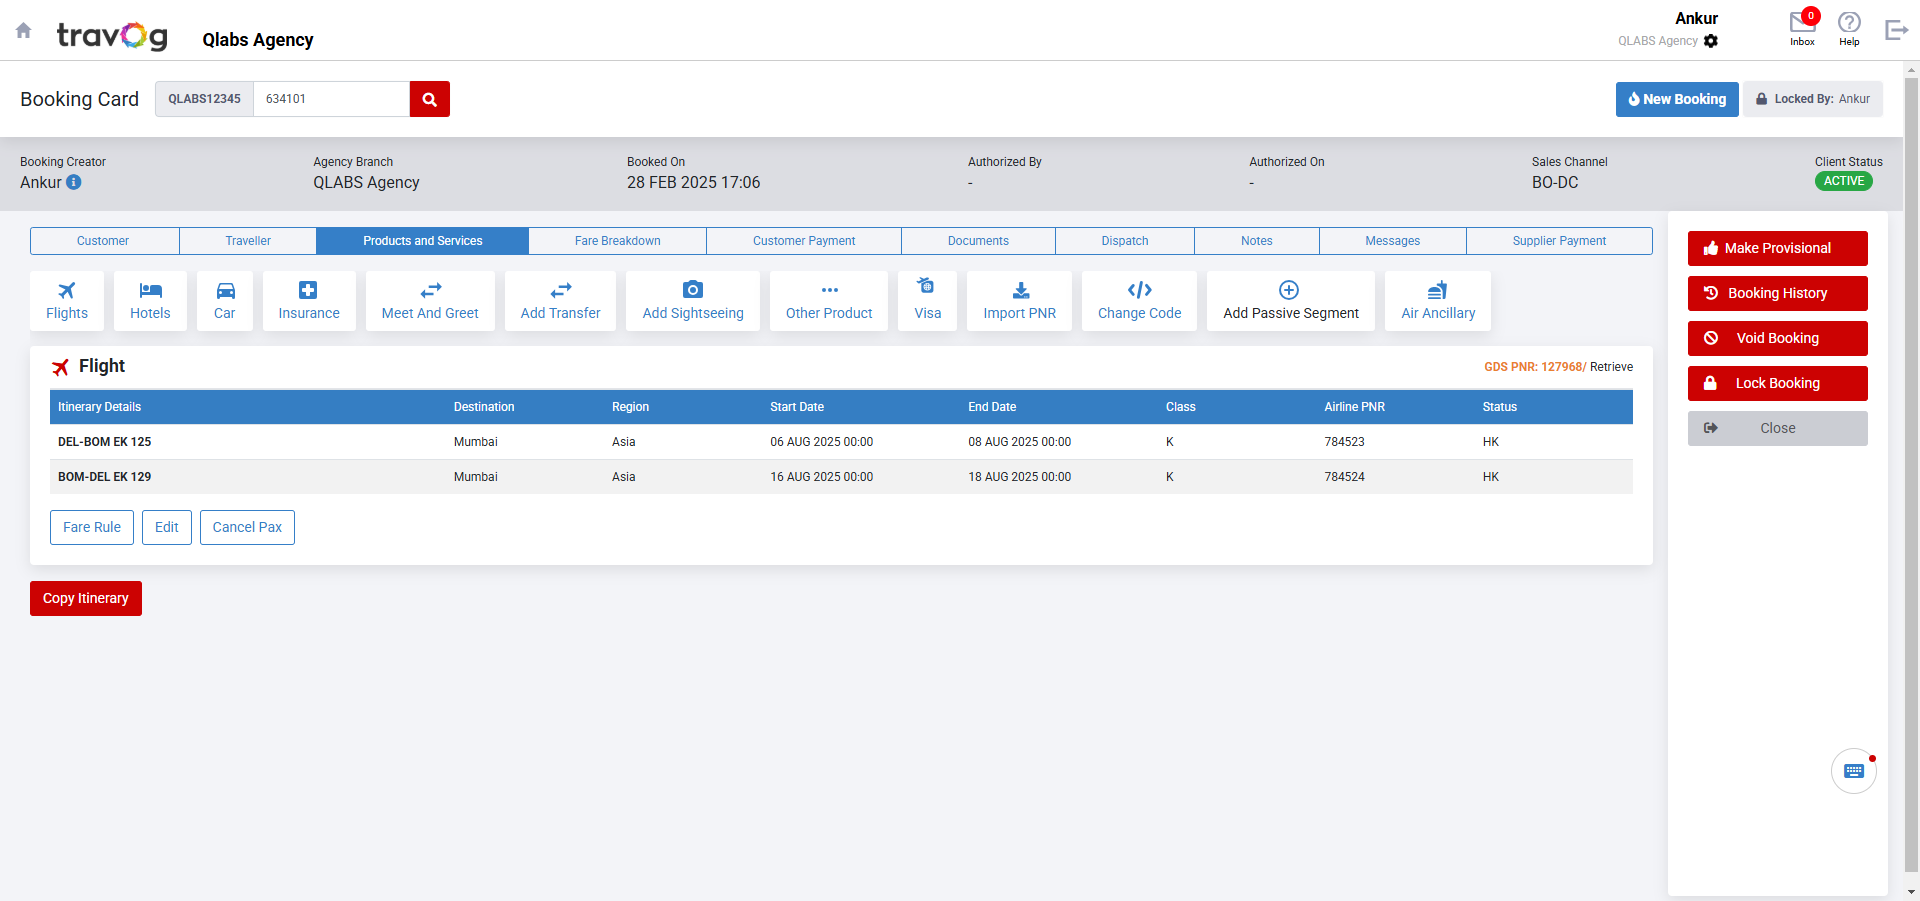 travog
Qlabs Agency
Ankur
QLABS Agency
0
Inbox
Help
Booking Card
QLABS12345
634101
New Booking
Locked By: Ankur
Booking Creator
Ankur
Agency Branch
QLABS Agency
Booked On
28 FEB 2025 17:06
Authorized By
-
Authorized On
-
Sales Channel
BO-DC
Client Status
ACTIVE
Customer
Traveller
Products and Services
Fare Breakdown
Customer Payment
Documents
Dispatch
Notes
Messages
Supplier Payment
Flights
Hotels
Car
Insurance
Meet And Greet
Add Transfer
Add Sightseeing
Other Product
Visa
Import PNR
Change Code
Add Passive Segment
Air Ancillary
Make Provisional
Booking History
Void Booking
Lock Booking
Close
Flight
GDS PNR: 127968/ Retrieve
Itinerary Details Destination Region Start Date End Date Class Airline PNR Status
DEL-BOM EK 125 Mumbai Asia 06 AUG 2025 00:00 08 AUG 2025 00:00 K 784523 HK
BOM-DEL EK 129 Mumbai Asia 16 AUG 2025 00:00 18 AUG 2025 00:00 K 784524 HK
Fare Rule
Edit
Cancel Pax
Copy Itinerary